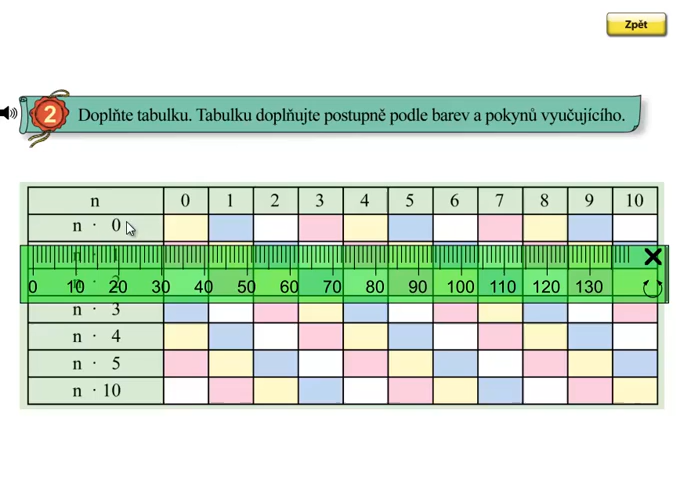 Zpět
2 Doplňte tabulku. Tabulku doplňujte postupně podle barev a pokynů vyučujícího.
n 0 1 2 3 4 5 6 7 8 9 10
n · 0
n · 1
0 10 20 30 40 50 60 70 80 90 100 110 120 130
n · 2
n · 3
n · 4
n · 5
n · 10